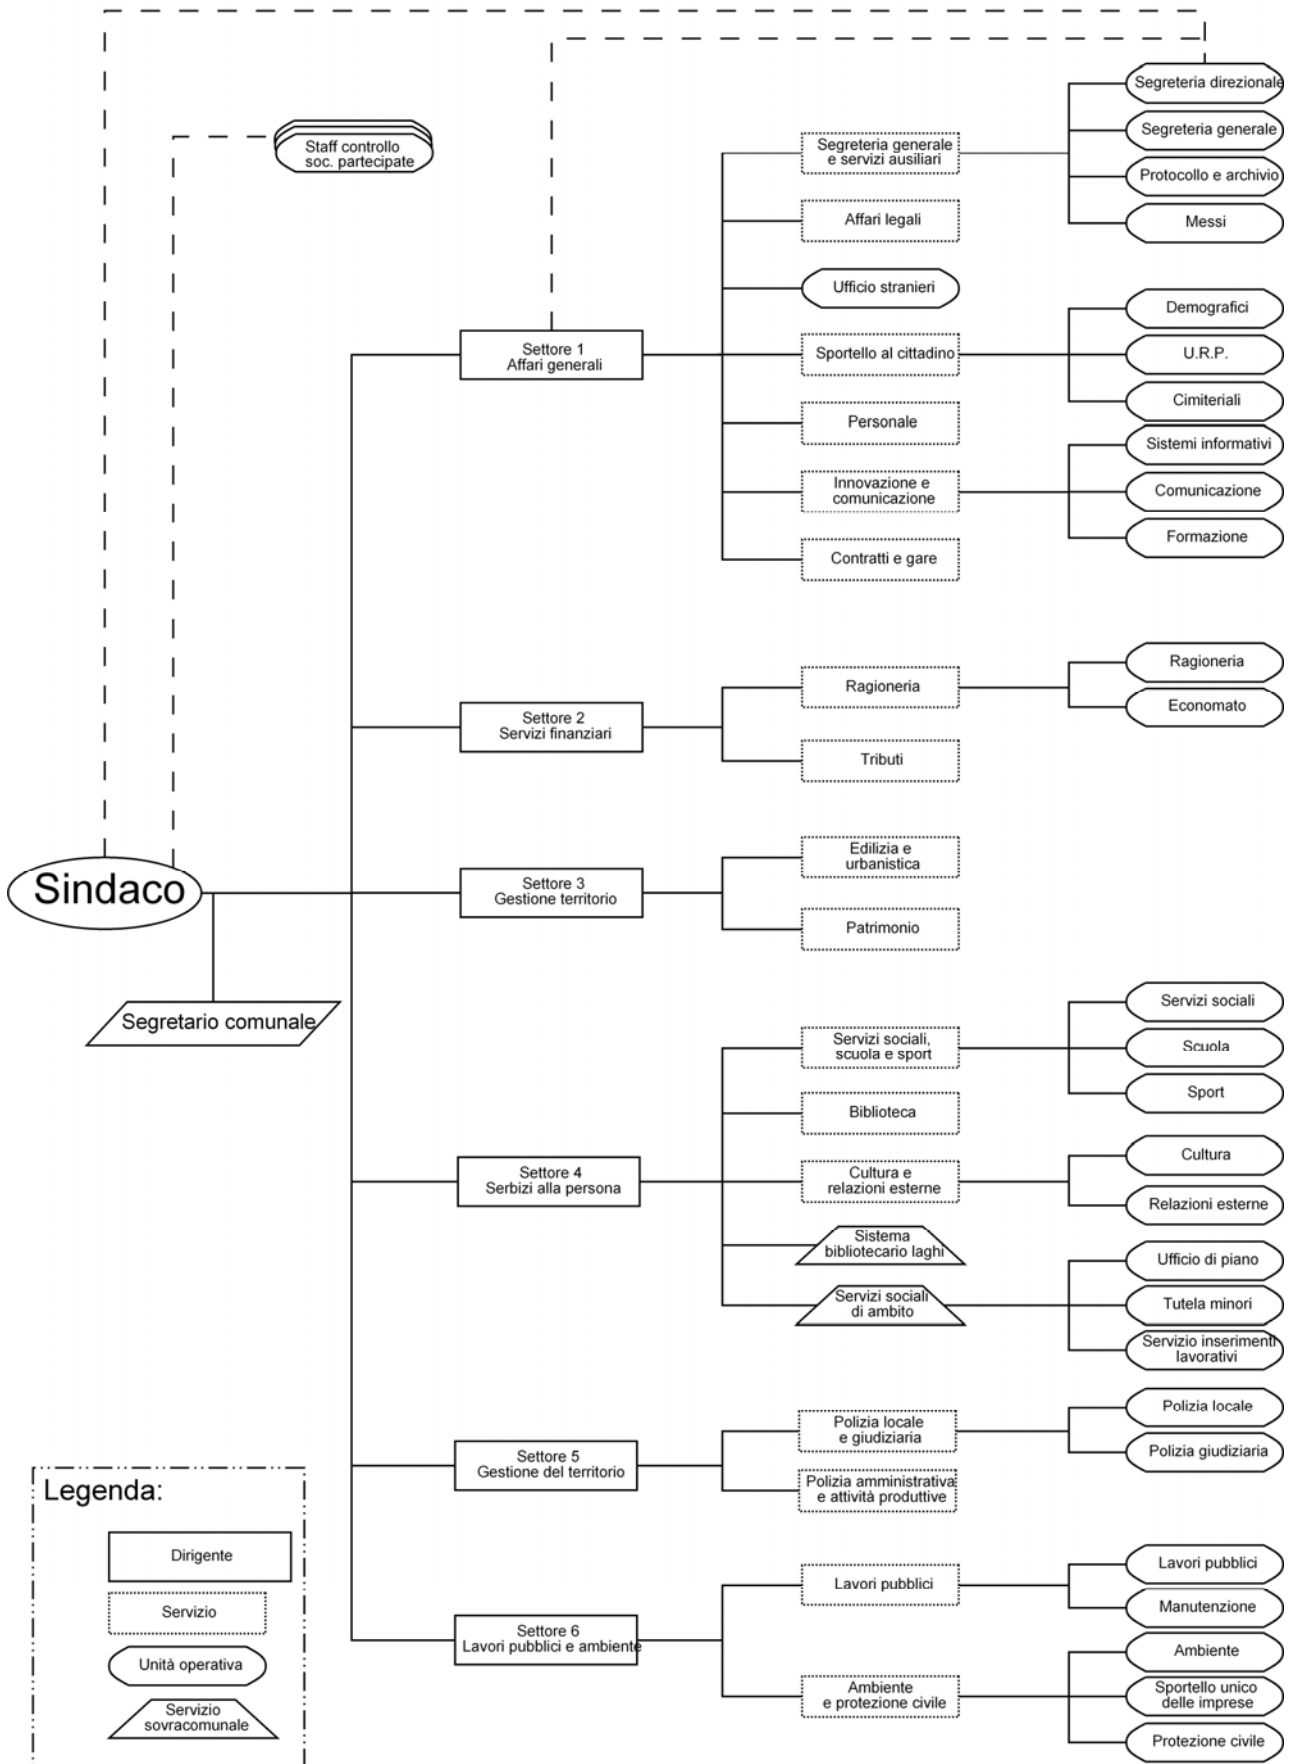 Segreteria direzionale
Staff controllo
soc. partecipate
Segreteria generale
e servizi ausiliari
Segreteria generale
Protocollo e archivio
Messi
Affari legali
Ufficio stranieri
Settore 1
Affari generali
Sportello al cittadino
Demografici
U.R.P.
Cimiteriali
Personale
Innovazione e
comunicazione
Sistemi informativi
Comunicazione
Formazione
Contratti e gare
Settore 2
Servizi finanziari
Ragioneria
Ragioneria
Economato
Tributi
Sindaco
Segretario comunale
Settore 3
Gestione territorio
Edilizia e
urbanistica
Patrimonio
Settore 4
Serbizi alla persona
Servizi sociali,
scuola e sport
Servizi sociali
Scuola
Sport
Biblioteca
Cultura e
relazioni esterne
Cultura
Relazioni esterne
Sistema
bibliotecario laghi
Servizi sociali
di ambito
Ufficio di piano
Tutela minori
Servizio inserimenti
lavorativi
Settore 5
Gestione del territorio
Polizia locale
e giudiziaria
Polizia locale
Polizia giudiziaria
Polizia amministrativa
e attività produttive
Settore 6
Lavori pubblici e ambiente
Lavori pubblici
Lavori pubblici
Manutenzione
Ambiente
e protezione civile
Ambiente
Sportello unico
delle imprese
Protezione civile
Legenda:
Dirigente
Servizio
Unità operativa
Servizio
sovracomunale